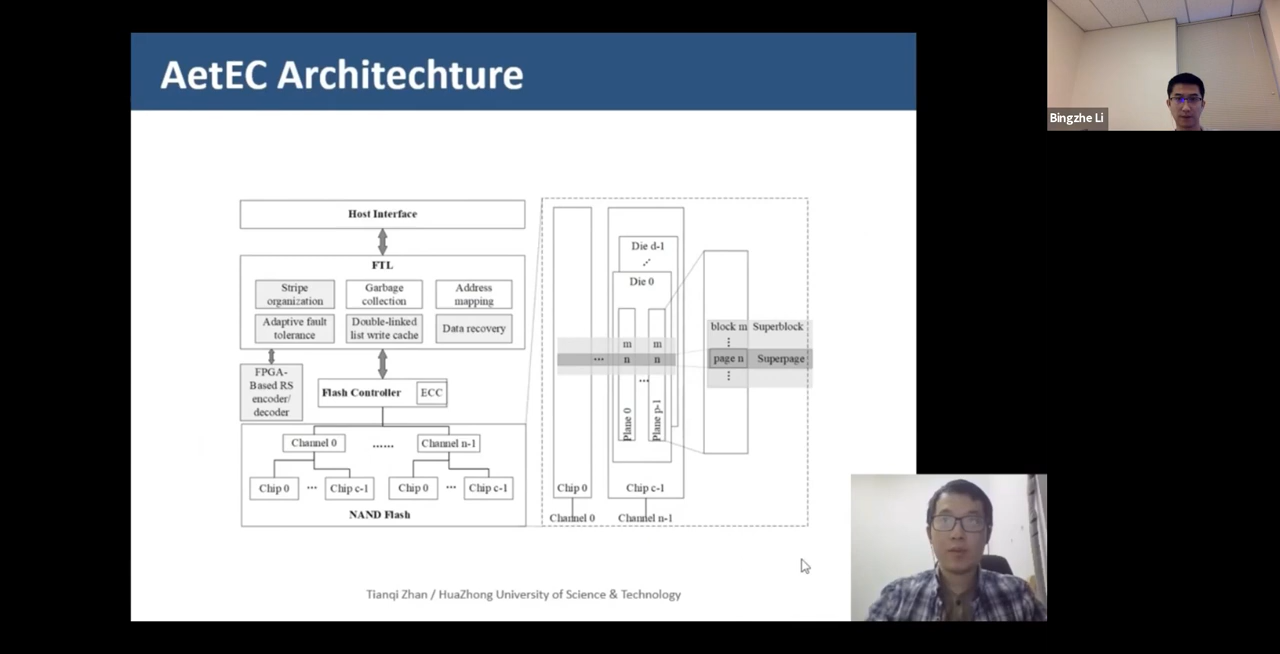 AetEC Architechture
Bingzhe Li
Host Interface
FTL
Stripe
organization
Garbage
collection
Address
mapping
Adaptive fault
tolerance
Double-linked
list write cache
Data recovery
FPGA-
Based RS
encoder/
decoder
Flash Controller
ECC
Channel 0
......
Channel n-1
Chip 0
...
Chip c-1
Chip 0
...
Chip c-1
NAND Flash
Die d-1
...
Die 0
m
m
... n
n
...
Plane 0
Plane p-1
block m Superblock
...
page n Superpage
...
Chip 0
Chip c-1
Channel 0
Channel n-1
Tianqi Zhan / HuaZhong University of Science & Technology